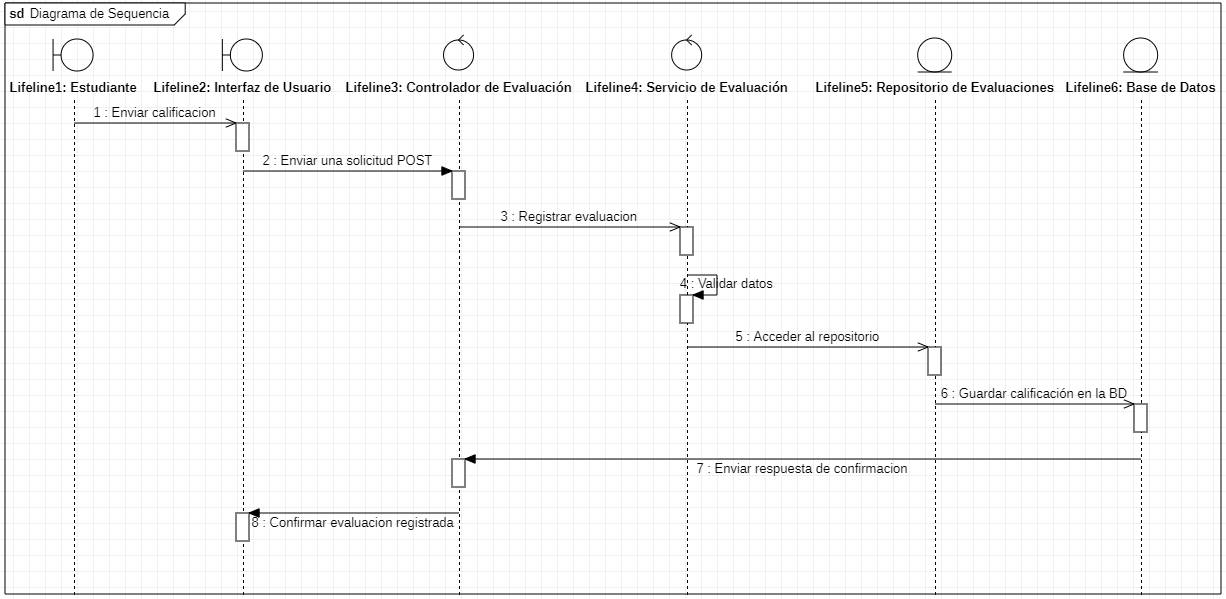 sd Diagrama de Sequencia
Lifeline1: Estudiante
Lifeline2: Interfaz de Usuario
Lifeline3: Controlador de Evaluación
Lifeline4: Servicio de Evaluación
Lifeline5: Repositorio de Evaluaciones
Lifeline6: Base de Datos
1 : Enviar calificacion
2 : Enviar una solicitud POST
3 : Registrar evaluacion
4 : Validar datos
5 : Acceder al repositorio
6 : Guardar calificación en la BD
7 : Enviar respuesta de confirmacion
8 : Confirmar evaluacion registrada